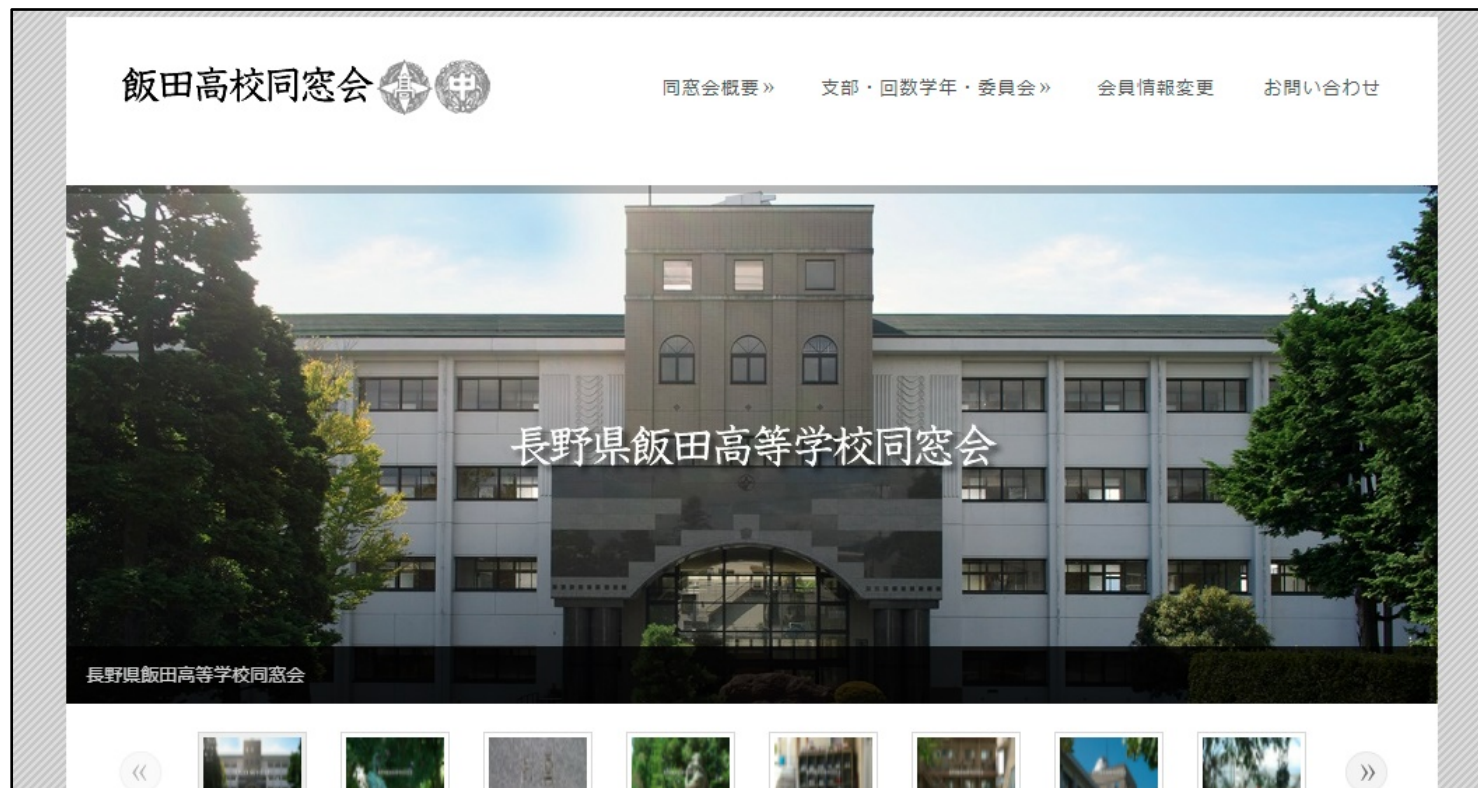 飯田高校同窓会 高 中
同窓会概要»
支部・回数学年・委員会»
会員情報変更
お問い合わせ
長野県飯田高等学校同窓会
長野県飯田高等学校同窓会
«
»